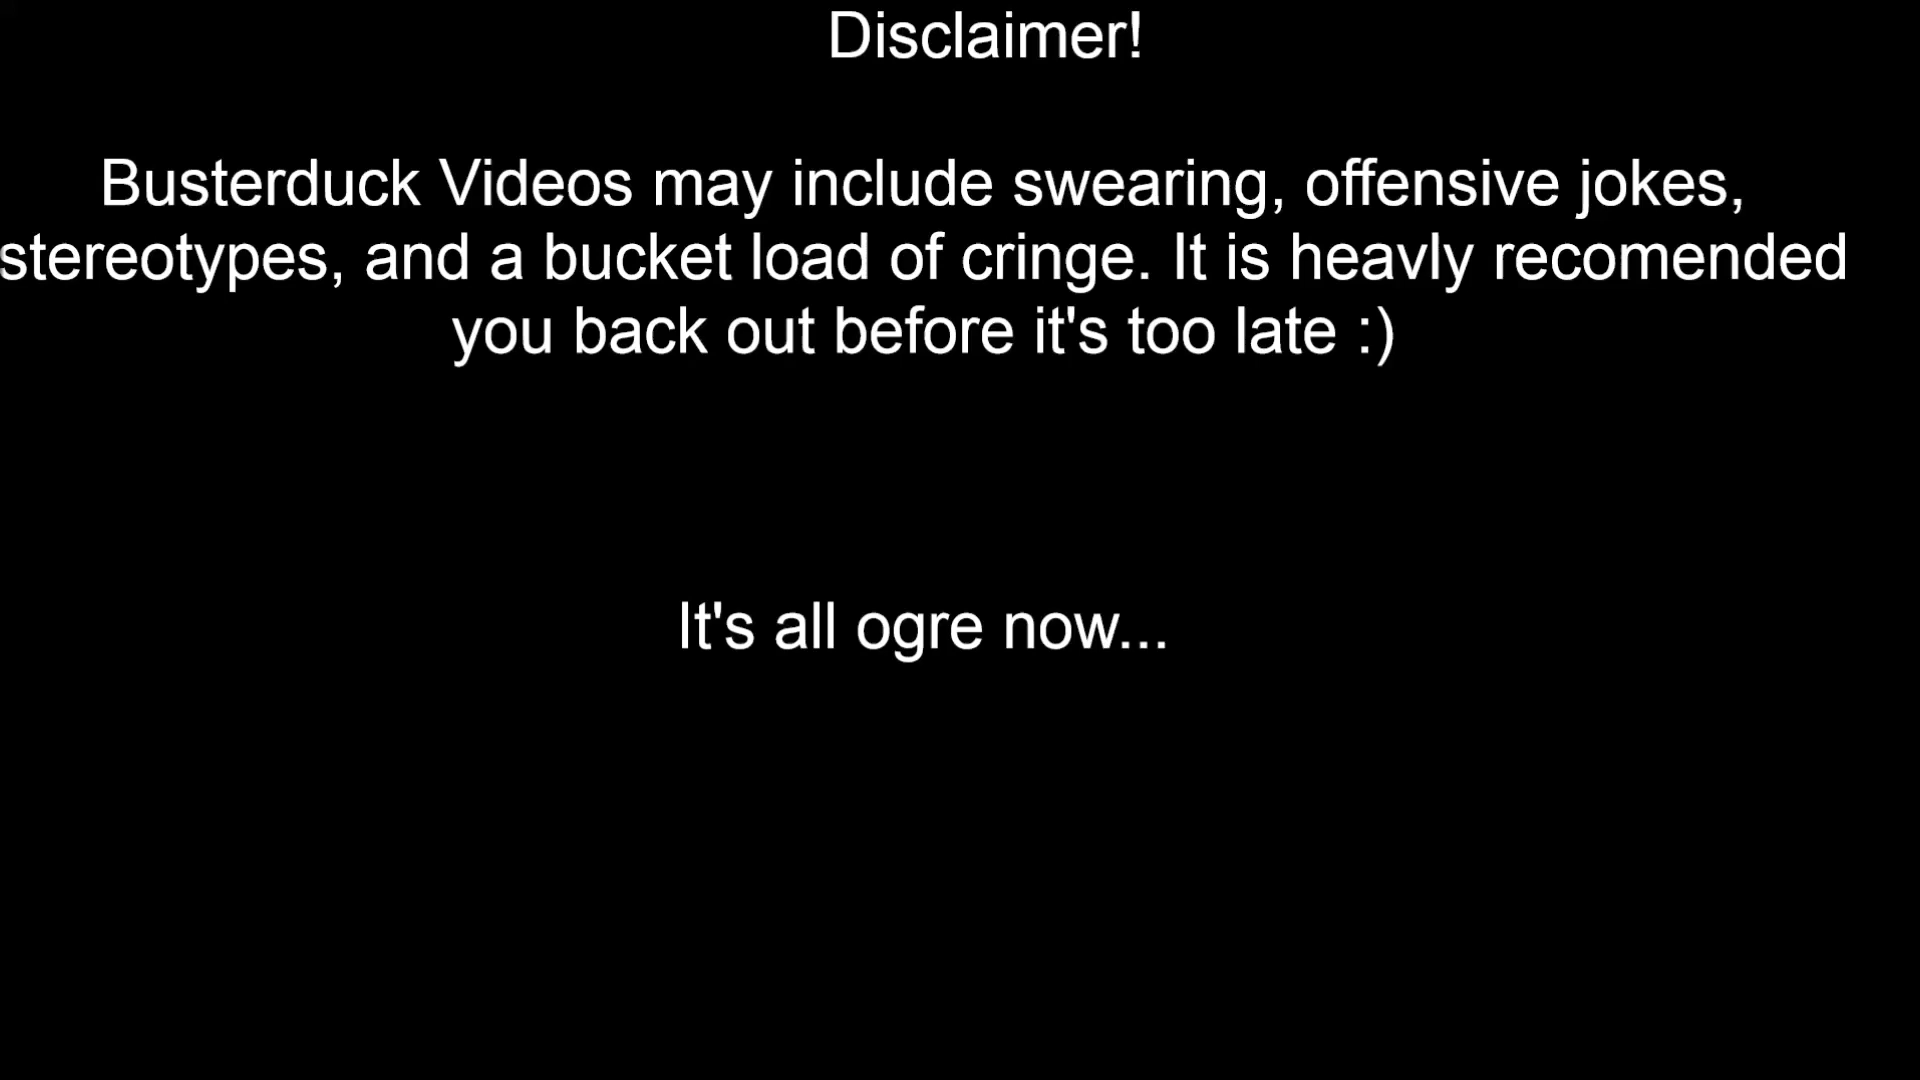 Disclaimer!
Busterduck Videos may include swearing, offensive jokes,
stereotypes, and a bucket load of cringe. It is heavly recomended
you back out before it's too late :)
It's all ogre now...